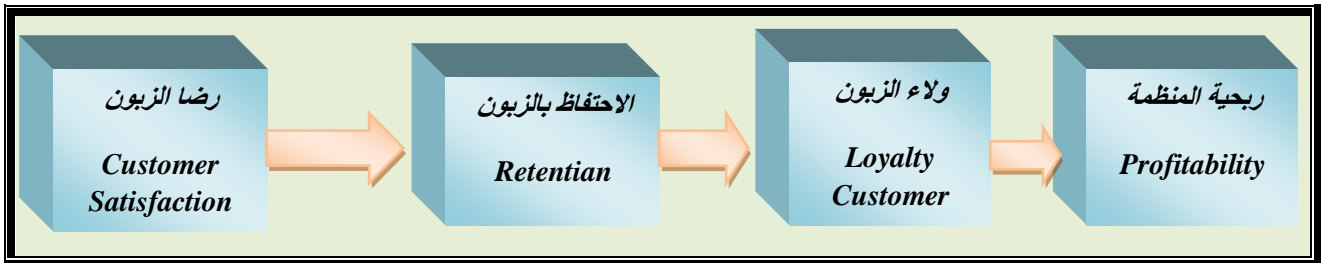 رضا الزبون
Customer
Satisfaction
الاحتفاظ بالزبون
Retentian
ولاء الزبون
Loyalty
Customer
ربحية المنظمة
Profitability